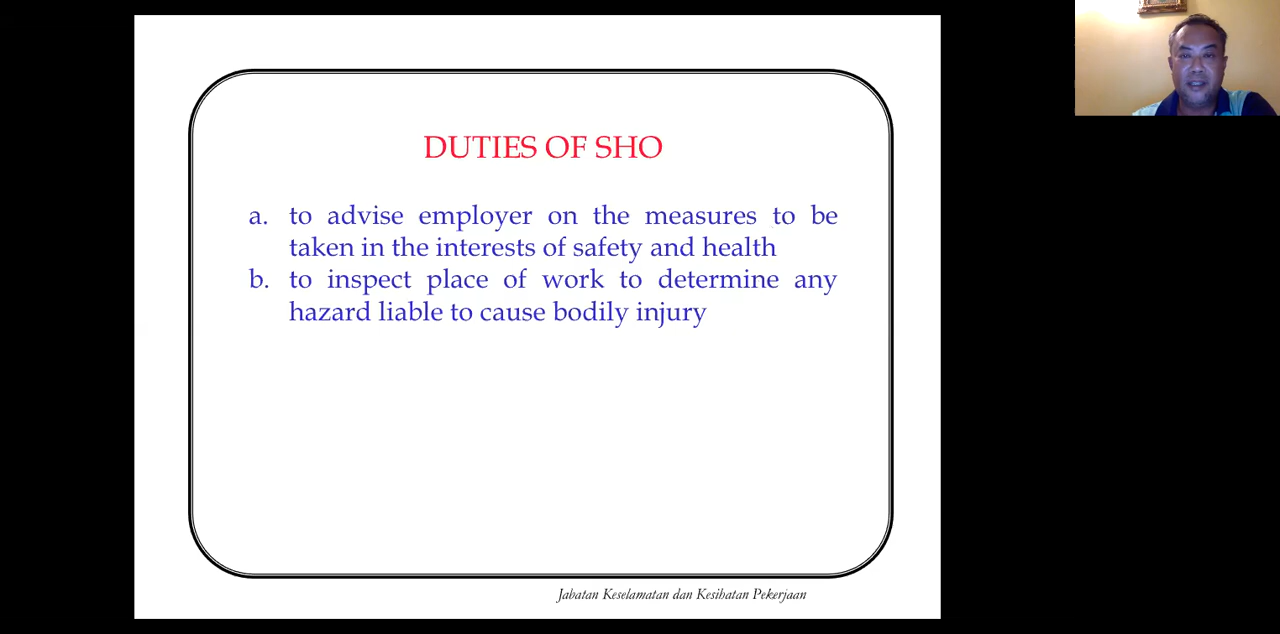 DUTIES OF SHO
a. to advise employer on the measures to be
taken in the interests of safety and health
b. to inspect place of work to determine any
hazard liable to cause bodily injury
Jabatan Keselamatan dan Kesihatan Pekerjaan